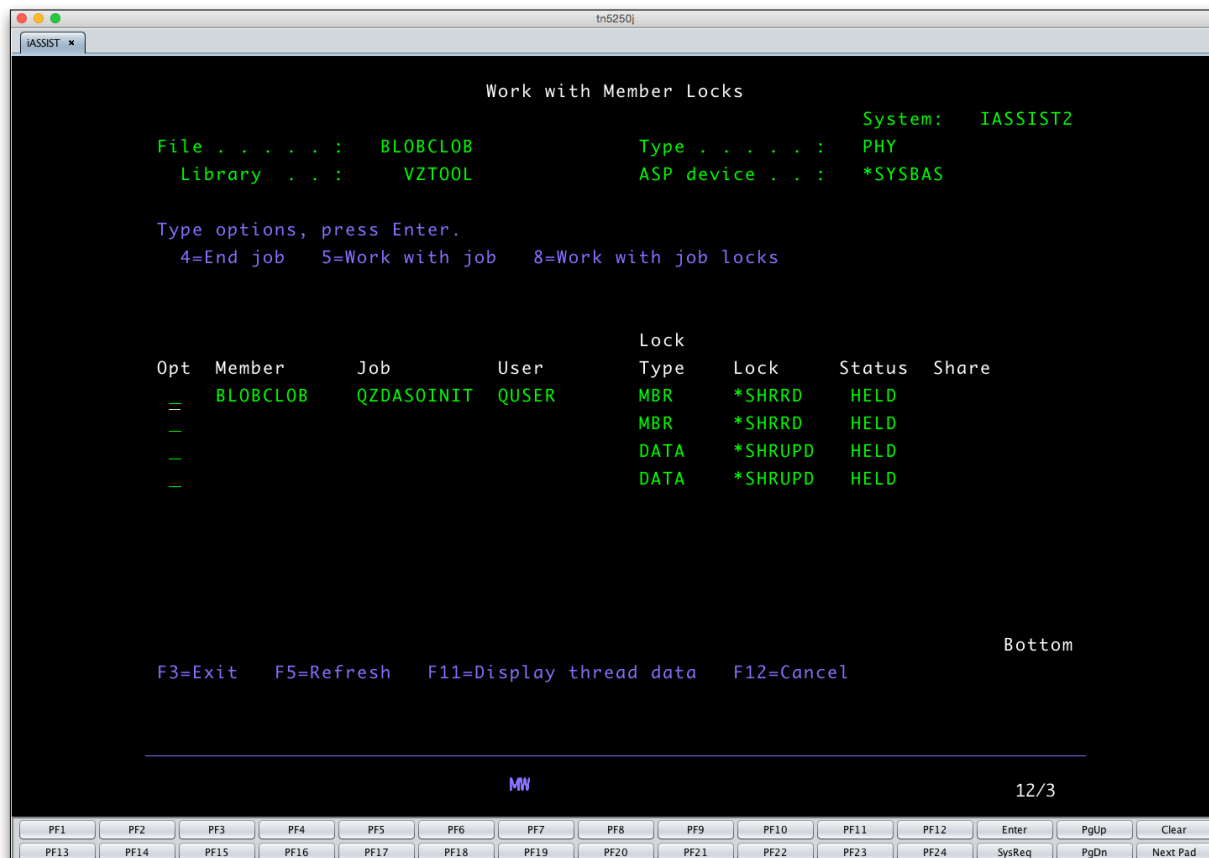 tn5250j
iASSIST ×
Work with Member Locks
System: IASSIST2
File . . . . . : BLOBCLOB Type . . . . . : PHY
Library . . : VZTOOL ASP device . . : *SYSBAS
Type options, press Enter.
4=End job 5=Work with job 8=Work with job locks
Lock
Opt Member Job User Type Lock Status Share
_ BLOBCLOB QZDASOINIT QUSER MBR *SHRRD HELD
_ MBR *SHRRD HELD
_ DATA *SHRUPD HELD
_ DATA *SHRUPD HELD
Bottom
F3=Exit F5=Refresh F11=Display thread data F12=Cancel
MW 12/3
PF1 PF2 PF3 PF4 PF5 PF6 PF7 PF8 PF9 PF10 PF11 PF12 Enter PgUp Clear
PF13 PF14 PF15 PF16 PF17 PF18 PF19 PF20 PF21 PF22 PF23 PF24 SysReq PgDn Next Pad